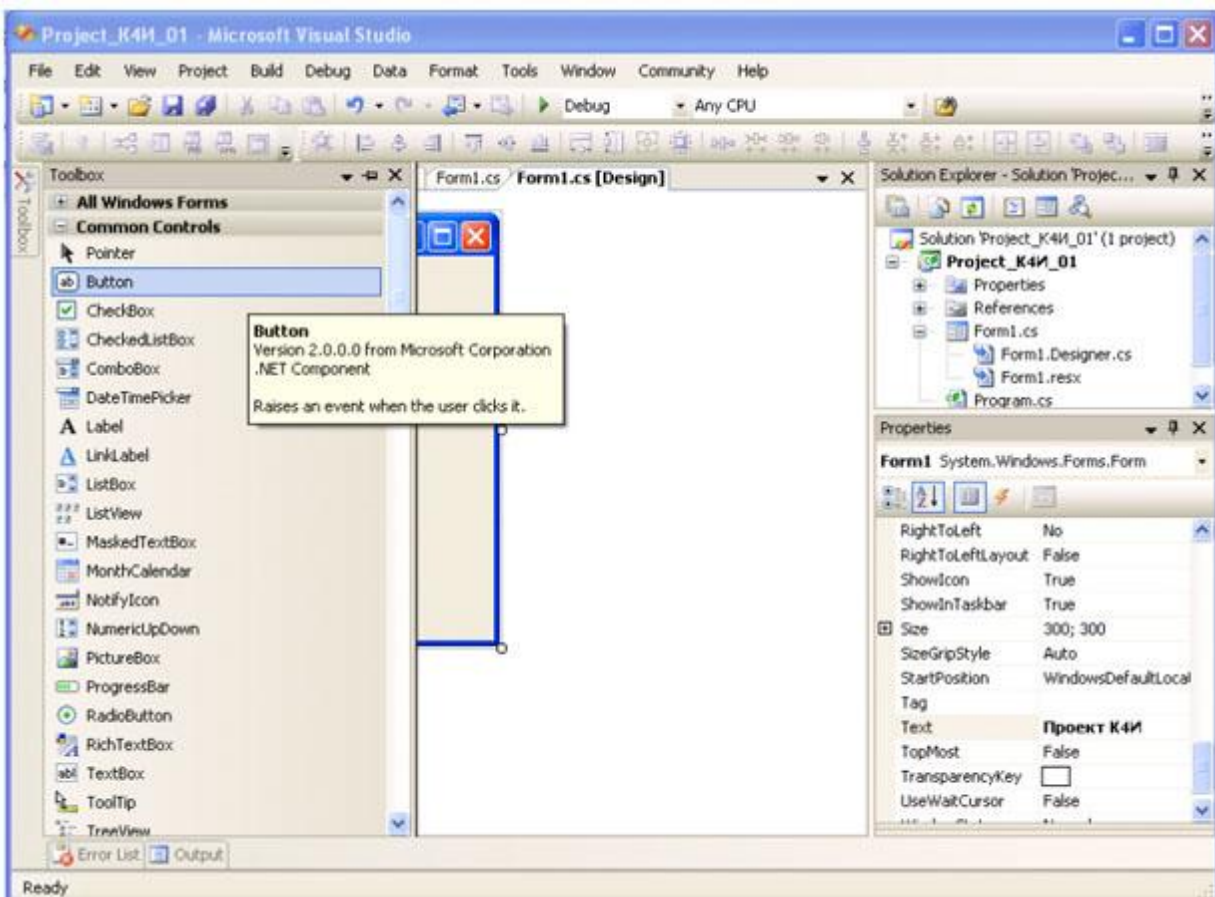 Project_К4И_01 - Microsoft Visual Studio
File Edit View Project Build Debug Data Format Tools Window Community Help
Debug Any CPU
Toolbox
Toolbox
All Windows Forms
Common Controls
Pointer
Button
CheckBox
CheckedListBox
ComboBox
DateTimePicker
Label
LinkLabel
ListBox
ListView
MaskedTextBox
MonthCalendar
NotifyIcon
NumericUpDown
PictureBox
ProgressBar
RadioButton
RichTextBox
TextBox
ToolTip
TreeView
Form1.cs Form1.cs [Design]
Button
Version 2.0.0.0 from Microsoft Corporation
.NET Component
Raises an event when the user clicks it.
Solution Explorer - Solution 'Projec...
Solution 'Project_К4И_01' (1 project)
Project_К4И_01
Properties
References
Form1.cs
Form1.Designer.cs
Form1.resx
Program.cs
Properties
Form1 System.Windows.Forms.Form
RightToLeft No
RightToLeftLayout False
ShowIcon True
ShowInTaskbar True
Size 300; 300
SizeGripStyle Auto
StartPosition WindowsDefaultLocal
Tag
Text Проект К4И
TopMost False
TransparencyKey
UseWaitCursor False
Error List Output
Ready